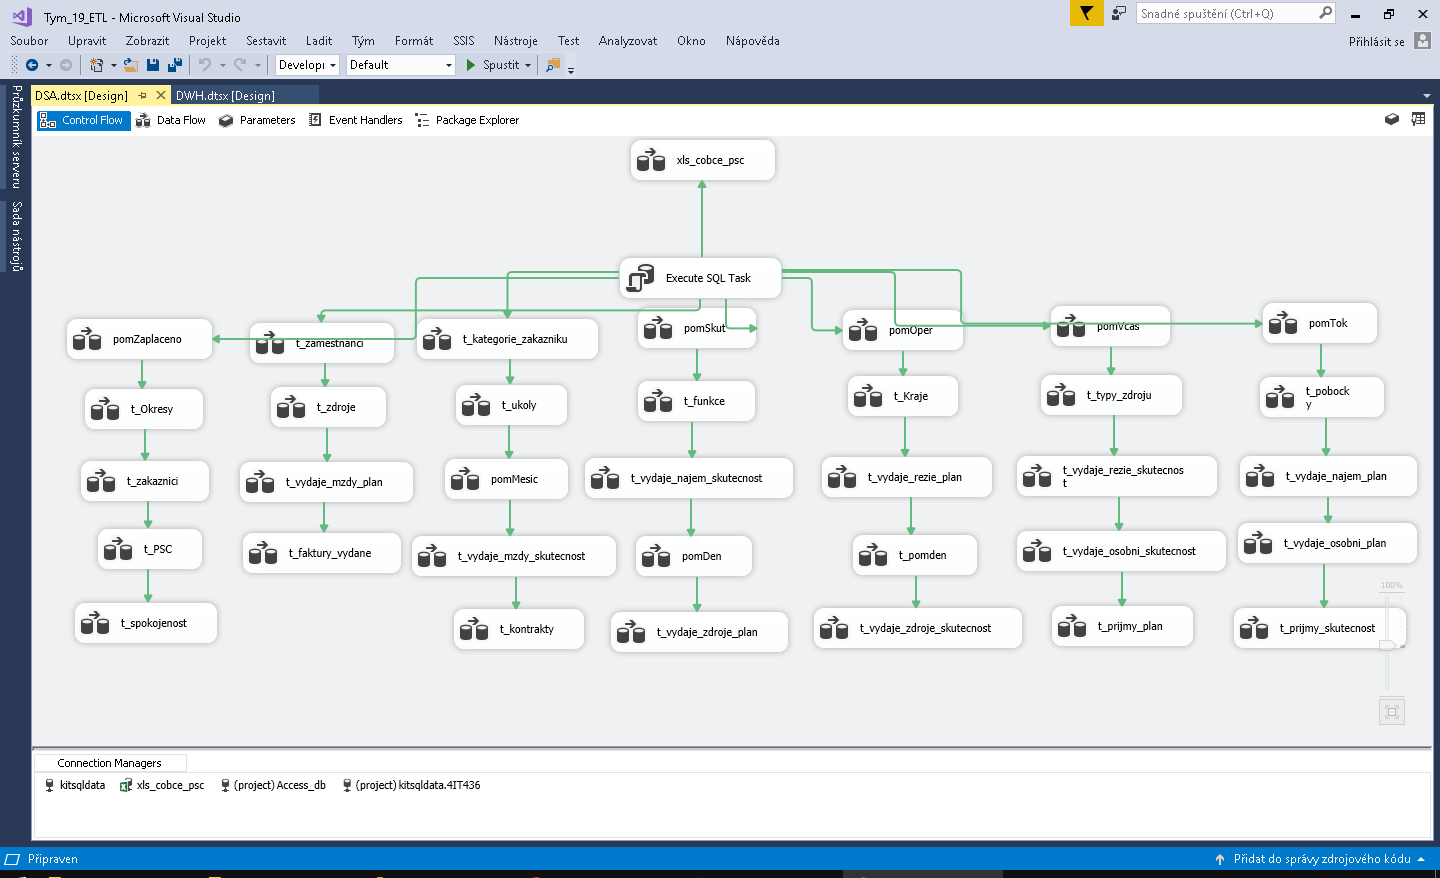 Tym_19_ETL - Microsoft Visual Studio
Snadné spuštění (Ctrl+Q)
Soubor Upravit Zobrazit Projekt Sestavit Ladit Tým Formát SSIS Nástroje Test Analyzovat Okno Nápověda
Přihlásit se
Developi Default Spustit
DSA.dtsx [Design] DWH.dtsx [Design]
Průzkumník serveru
Sada nástrojů
Control Flow Data Flow Parameters Event Handlers Package Explorer
xls_cobce_psc
Execute SQL Task
pomZaplaceno
t_zamestnanci
t_kategorie_zakazniku
pomSkut
pomOper
pomVcas
pomTok
t_Okresy
t_zdroje
t_ukoly
t_funkce
t_Kraje
t_typy_zdroju
t_pobock
y
t_zakaznici
t_vydaje_mzdy_plan
pomMesic
t_vydaje_najem_skutecnost
t_vydaje_rezie_plan
t_vydaje_rezie_skutecnos
t
t_vydaje_najem_plan
t_PSC
t_faktury_vydane
t_vydaje_mzdy_skutecnost
pomDen
t_pomden
t_vydaje_osobni_skutecnost
t_vydaje_osobni_plan
t_spokojenost
t_kontrakty
t_vydaje_zdroje_plan
t_vydaje_zdroje_skutecnost
t_prijmy_plan
t_prijmy_skutecnost
100%
Connection Managers
kitsqldata xls_cobce_psc (project) Access_db (project) kitsqldata.4IT436
Připraven
Přidat do správy zdrojového kódu